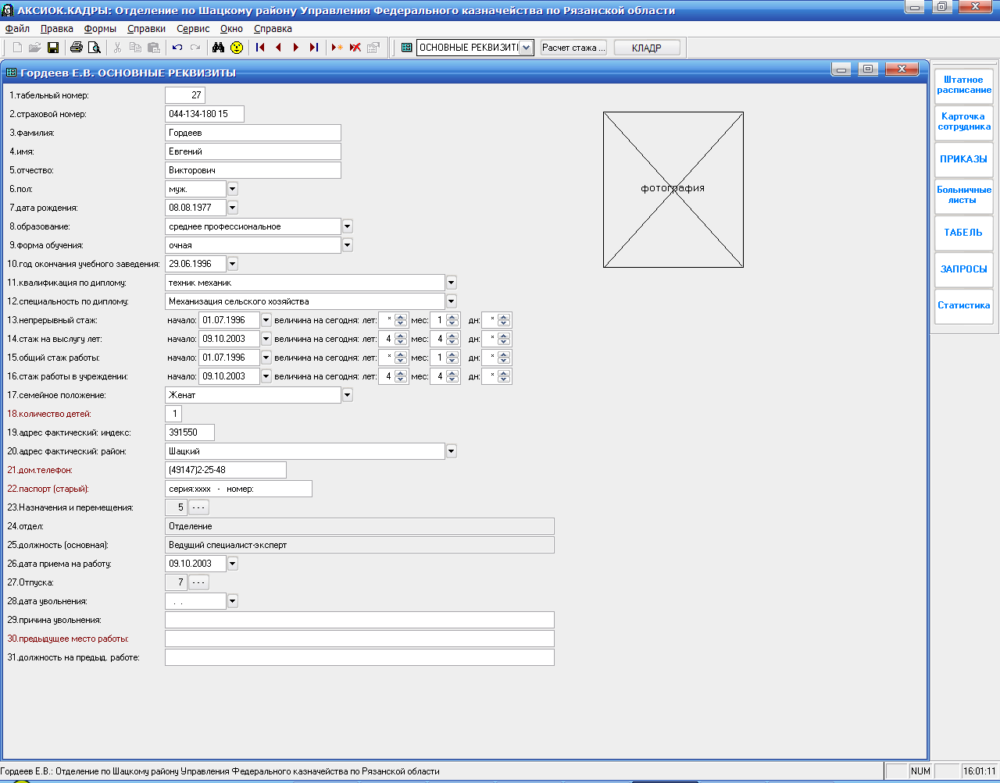 АКСИОК.КАДРЫ: Отделение по Шацкому району Управления Федерального казначейства по Рязанской области
Файл Правка Формы Справки Сервис Окно Справка
ОСНОВНЫЕ РЕКВИЗИТЬ Расчет стажа ... КЛАДР
Гордеев Е.В. ОСНОВНЫЕ РЕКВИЗИТЫ
1.табельный номер: 27
2.страховой номер: 044-134-180 15
3.фамилия: Гордеев
4.имя: Евгений
5.отчество: Викторович
6.пол: муж.
7.дата рождения: 08.08.1977
8.образование: среднее профессиональное
9.форма обучения: очная
10.год окончания учебного заведения: 29.06.1996
11.квалификация по диплому: техник механик
12.специальность по диплому: Механизация сельского хозяйства
13.непрерывный стаж: начало: 01.07.1996 величина на сегодня: лет: * мес: 1 дн: *
14.стаж на выслугу лет: начало: 09.10.2003 величина на сегодня: лет: 4 мес: 4 дн: *
15.общий стаж работы: начало: 01.07.1996 величина на сегодня: лет: * мес: 1 дн: *
16.стаж работы в учреждении: начало: 09.10.2003 величина на сегодня: лет: 4 мес: 4 дн: *
17.семейное положение: Женат
18.количество детей: 1
19.адрес фактический: индекс: 391550
20.адрес фактический: район: Шацкий
21.дом.телефон: (49147)2-25-48
22.паспорт (старый): серия:xxxx - номер:
23.Назначения и перемещения: 5 ---
24.отдел: Отделение
25.должность (основная): Ведущий специалист-эксперт
26.дата приема на работу: 09.10.2003
27.Отпуска: 7 ---
28.дата увольнения: . .
29.причина увольнения:
30.предыдущее место работы:
31.должность на предыд. работе:
фотография
Штатное
расписание
Карточка
сотрудника
ПРИКАЗЫ
Больничные
листы
ТАБЕЛЬ
ЗАПРОСЫ
Статистика
Гордеев Е.В.: Отделение по Шацкому району Управления Федерального казначейства по Рязанской области NUM 16:01:11